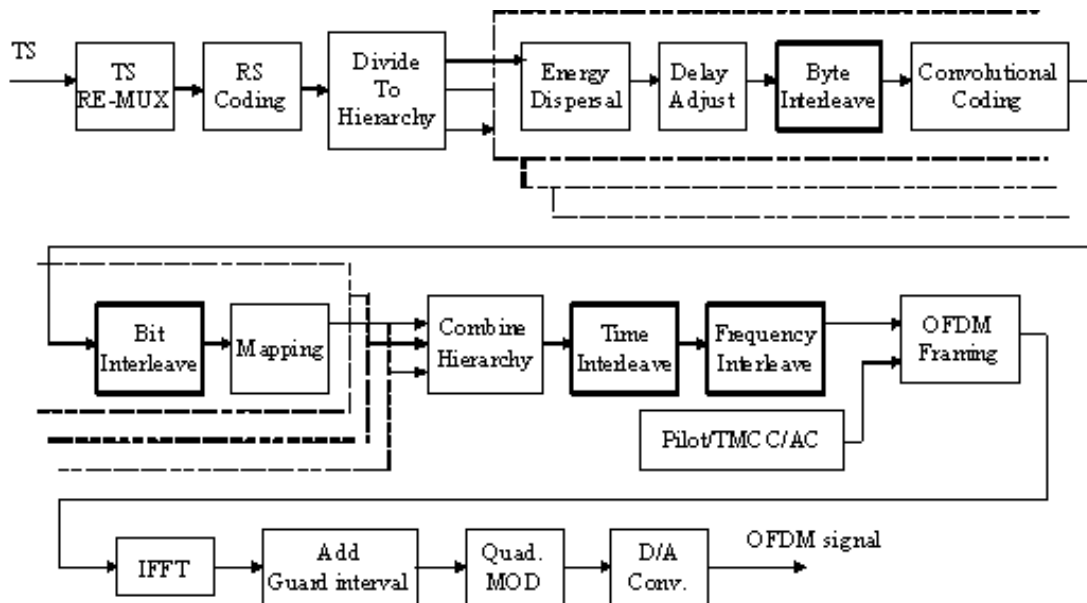 TS
TS
RE-MUX
RS
Coding
Divide
To
Hierarchy
Energy
Dispersal
Delay
Adjust
Byte
Interleave
Convolutional
Coding
Bit
Interleave
Mapping
Combine
Hierarchy
Time
Interleave
Frequency
Interleave
OFDM
Framing
Pilot/TMCC/AC
IFFT
Add
Guard interval
Quad.
MOD
D/A
Conv.
OFDM signal